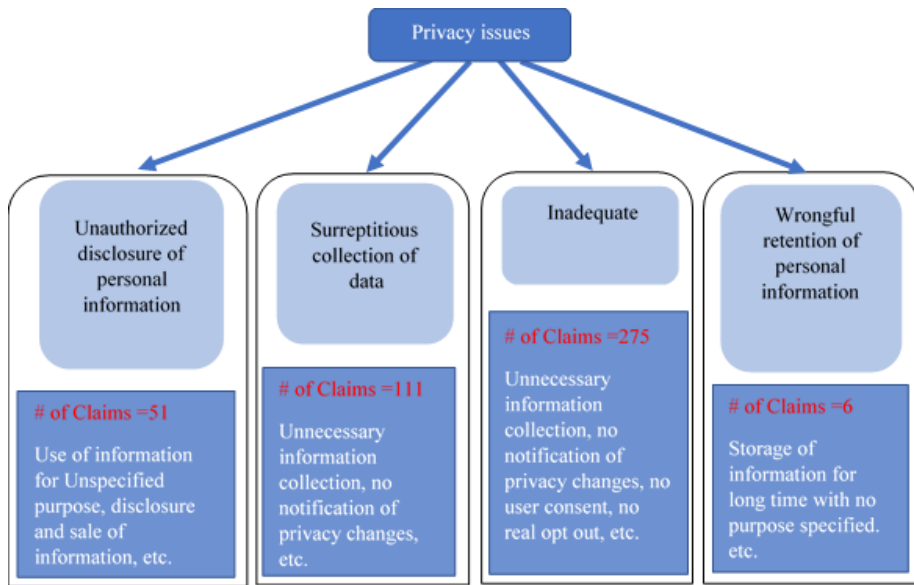 Privacy issues
Unauthorized
disclosure of
personal
information
# of Claims =51
Use of information
for Unspecified
purpose, disclosure
and sale of
information, etc.
Surreptitious
collection of
data
# of Claims =111
Unnecessary
information
collection, no
notification of
privacy changes,
etc.
Inadequate
# of Claims =275
Unnecessary
information
collection, no
notification of
privacy changes, no
user consent, no
real opt out, etc.
Wrongful
retention of
personal
information
# of Claims =6
Storage of
information for
long time with no
purpose specified.
etc.